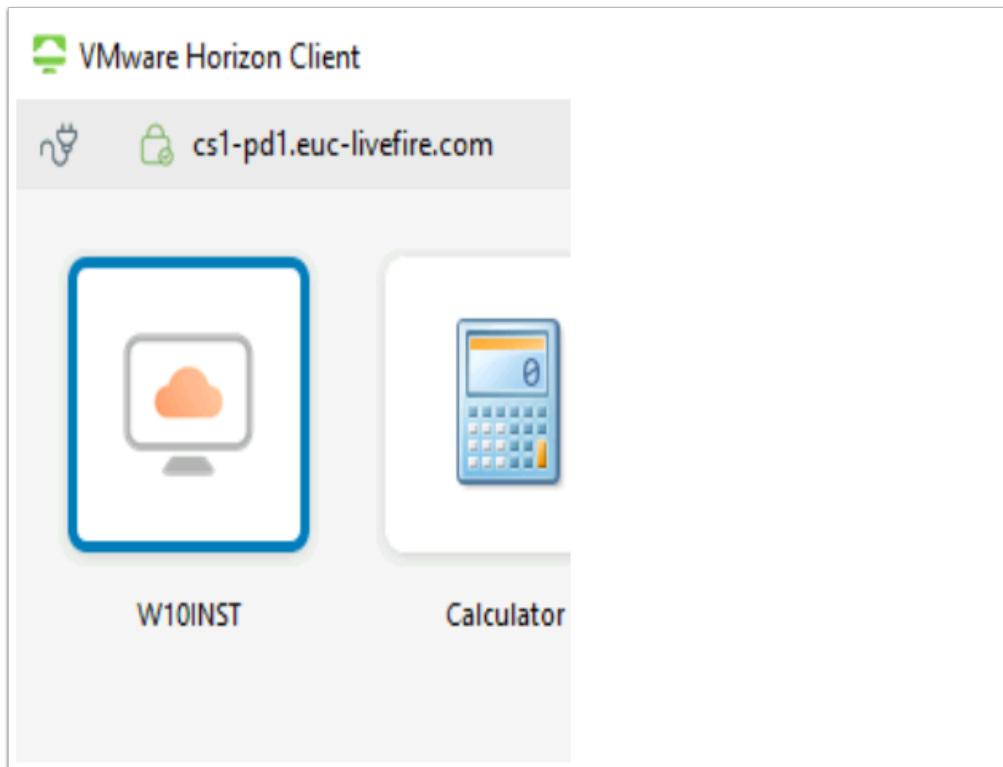 VMware Horizon Client
cs1-pd1.euc-livefire.com
0
W10INST
Calculator